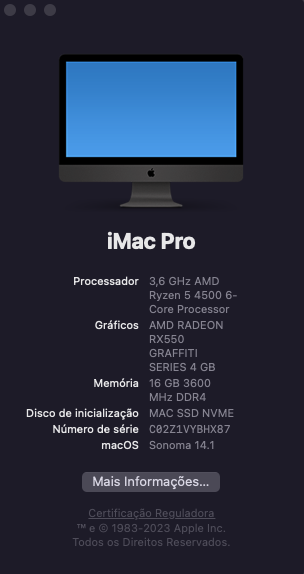 iMac Pro
Processador 3,6 GHz AMD
Ryzen 5 4500 6-
Core Processor
Gráficos AMD RADEON
RX550
GRAFFITI
SERIES 4 GB
Memória 16 GB 3600
MHz DDR4
Disco de inicialização MAC SSD NVME
Número de série C02Z1VYBHX87
macOS Sonoma 14.1
Mais Informações...
Certificação Reguladora
™ e © 1983-2023 Apple Inc.
Todos os Direitos Reservados.